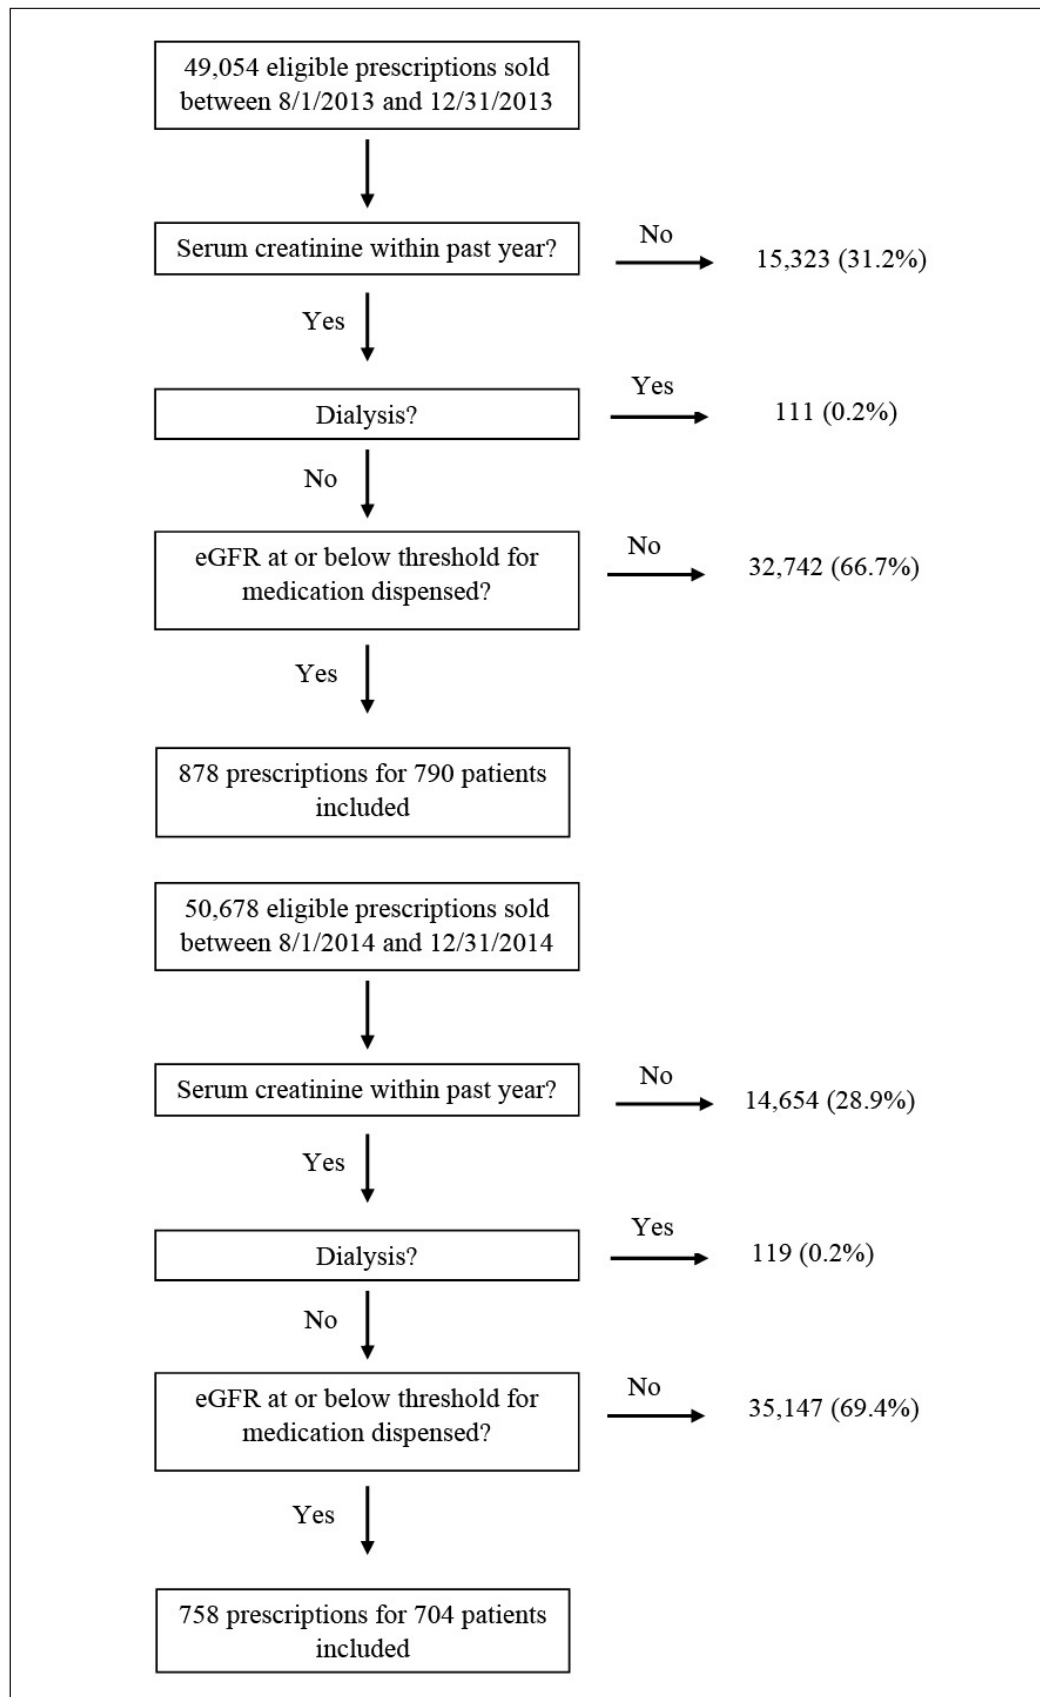 49,054 eligible prescriptions sold
between 8/1/2013 and 12/31/2013
Serum creatinine within past year?
No
15,323 (31.2%)
Yes
Dialysis?
Yes
111 (0.2%)
No
eGFR at or below threshold for
medication dispensed?
No
32,742 (66.7%)
Yes
878 prescriptions for 790 patients
included
50,678 eligible prescriptions sold
between 8/1/2014 and 12/31/2014
Serum creatinine within past year?
No
14,654 (28.9%)
Yes
Dialysis?
Yes
119 (0.2%)
No
eGFR at or below threshold for
medication dispensed?
No
35,147 (69.4%)
Yes
758 prescriptions for 704 patients
included